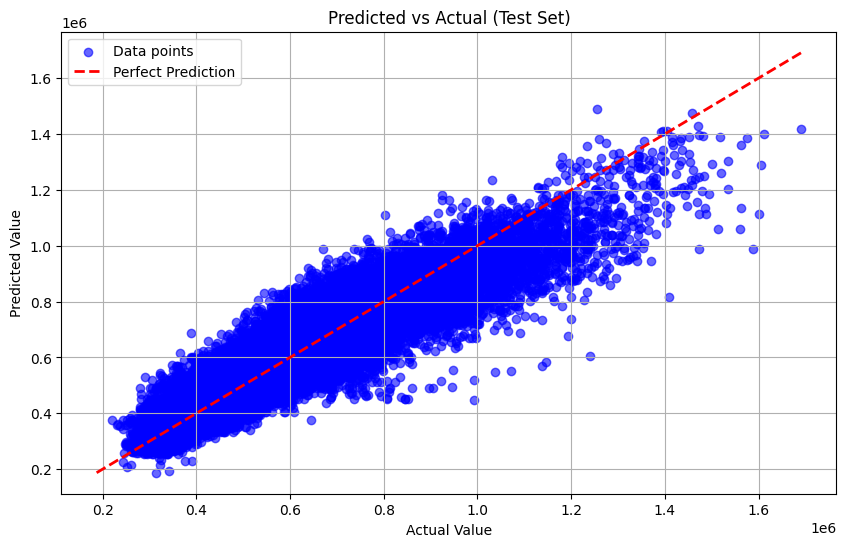 Predicted vs Actual (Test Set)
1e6
Data points
Perfect Prediction
1.6
1.4
1.2
1.0
0.8
0.6
0.4
0.2
Predicted Value
0.2 0.4 0.6 0.8 1.0 1.2 1.4 1.6
1e6
Actual Value